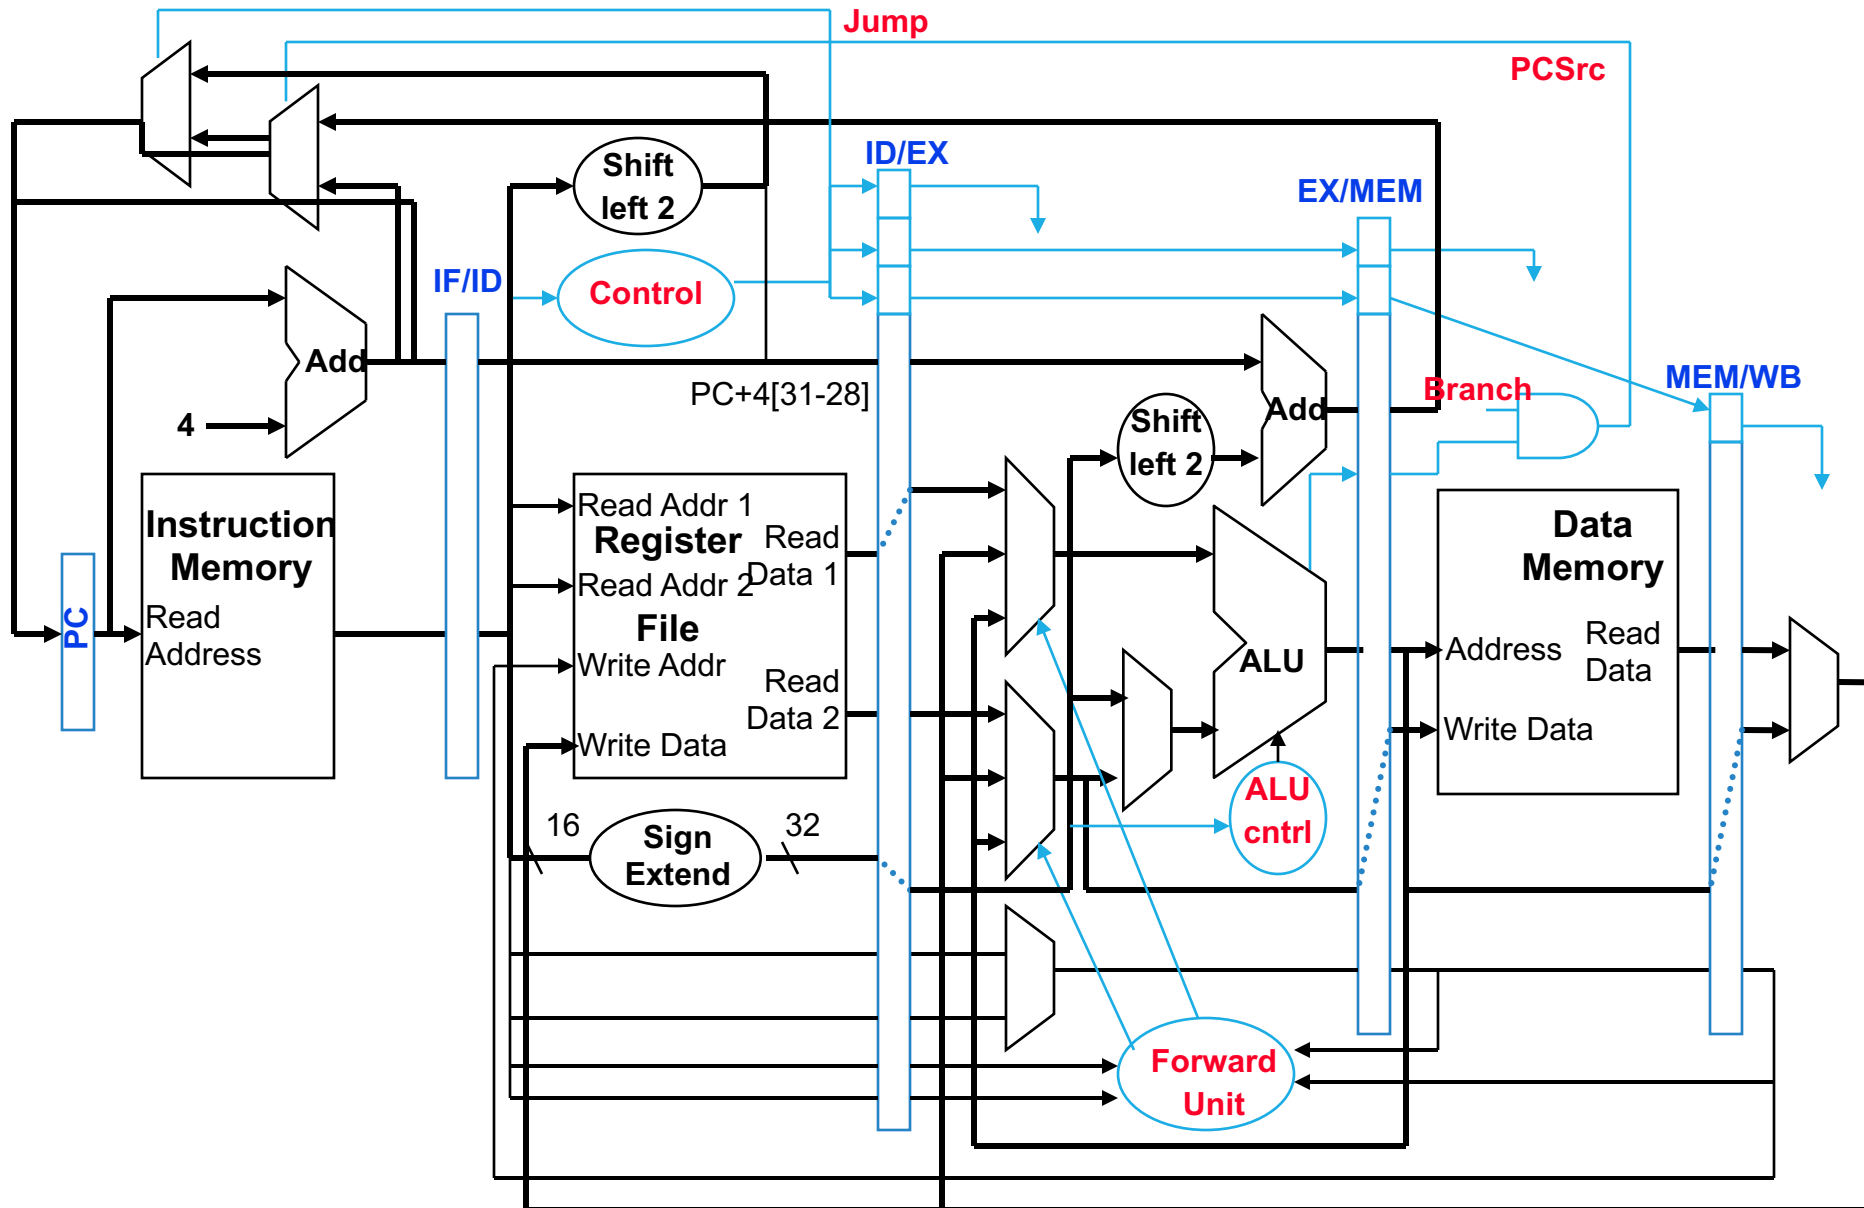 Jump
PCSrc
Shift
left 2
ID/EX
EX/MEM
IF/ID
Control
Add
PC+4[31-28]
4
MEM/WB
Branch
Add
Shift
left 2
Instruction
Memory
Read
Address
PC
Read Addr 1
Register
Read Addr 2
File
Write Addr
Write Data
Read
Data 1
Read
Data 2
ALU
Data
Memory
Address
Read
Data
Write Data
ALU
cntrl
16
Sign
Extend
32
Forward
Unit